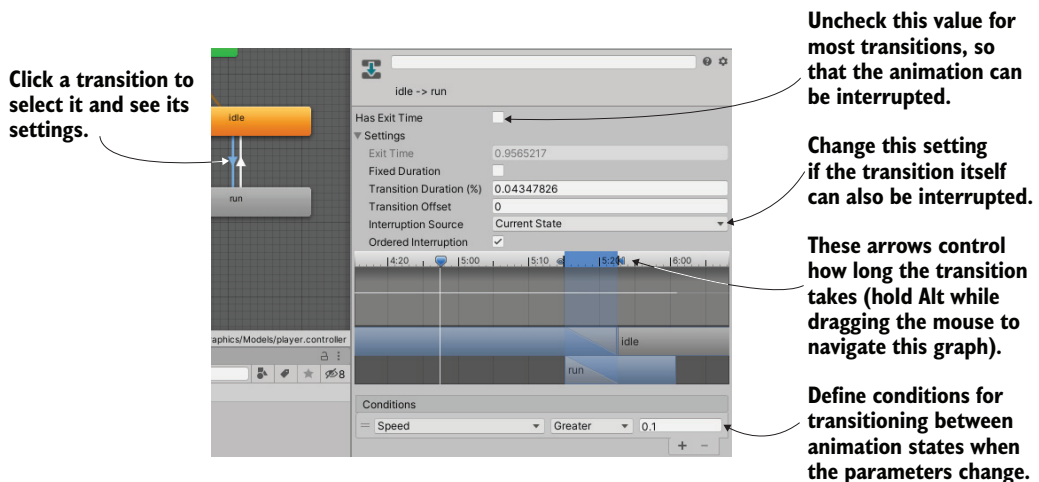 Click a transition to
select it and see its
settings.
idle
run
aphics/Models/player.controller
8
idle -> run
Has Exit Time
Settings
Exit Time
0.9565217
Fixed Duration
Transition Duration (%)
0.04347826
Transition Offset
0
Interruption Source
Current State
Ordered Interruption
4:20
5:00
5:10
5:20
6:00
idle
run
Conditions
= Speed
Greater
0.1
+ -
Uncheck this value for
most transitions, so
that the animation can
be interrupted.
Change this setting
if the transition itself
can also be interrupted.
These arrows control
how long the transition
takes (hold Alt while
dragging the mouse to
navigate this graph).
Define conditions for
transitioning between
animation states when
the parameters change.